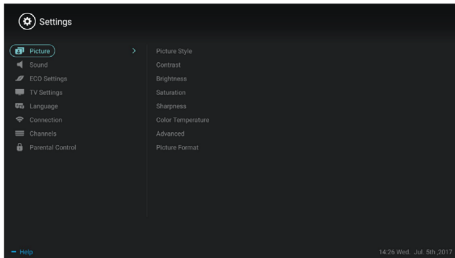 Settings
Picture
Sound
ECO Settings
TV Settings
Language
Connection
Channels
Parental Control
Picture Style
Contrast
Brightness
Saturation
Sharpness
Color Temperature
Advanced
Picture Format
Help
14:26 Wed. Jul. 5th ,2017